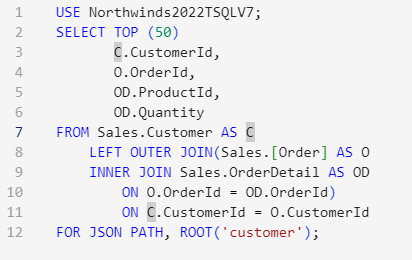 1 USE Northwinds2022TSQLV7;
2 SELECT TOP (50)
3 C.CustomerId,
4 O.OrderId,
5 OD.ProductId,
6 OD.Quantity
7 FROM Sales.Customer AS C
8 LEFT OUTER JOIN(Sales.[Order] AS O
9 INNER JOIN Sales.OrderDetail AS OD
10 ON O.OrderId = OD.OrderId)
11 ON C.CustomerId = O.CustomerId
12 FOR JSON PATH, ROOT('customer');